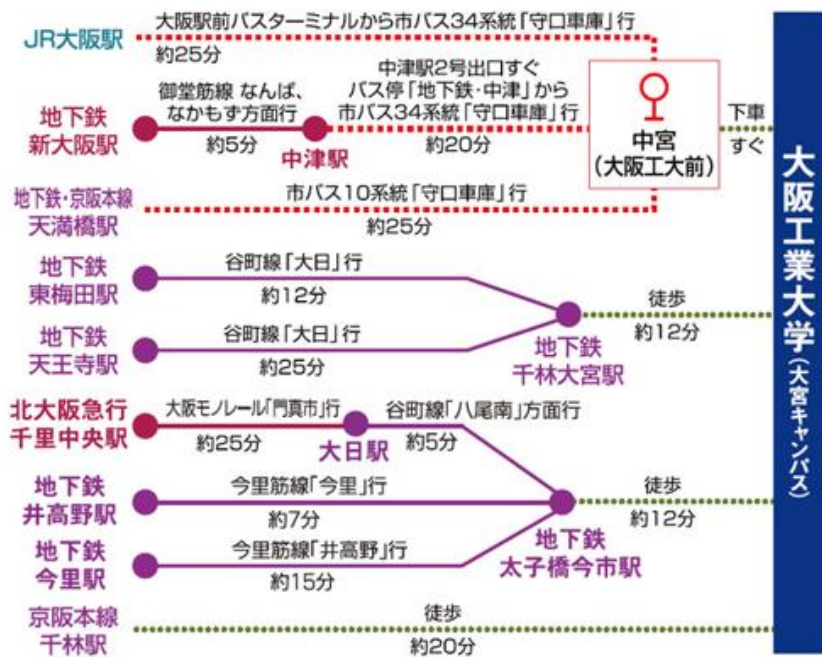 大阪駅前バスターミナルから市バス34系統「守口車庫」行
JR大阪駅
約25分
御堂筋線 なんば、
なかもず方面行
地下鉄
新大阪駅
約5分
中津駅
中津駅2号出口すぐ
バス停「地下鉄・中津」から
市バス34系統「守口車庫」行
約20分
中宮
(大阪工大前)
下車
すぐ
地下鉄・京阪本線
天満橋駅
市バス10系統「守口車庫」行
約25分
地下鉄
東梅田駅
谷町線「大日」行
約12分
地下鉄
天王寺駅
谷町線「大日」行
約25分
地下鉄
千林大宮駅
徒歩
約12分
北大阪急行
千里中央駅
大阪モノレール「門真市」行
約25分
大日駅
谷町線「八尾南」方面行
約5分
地下鉄
井高野駅
今里筋線「今里」行
約7分
地下鉄
今里駅
今里筋線「井高野」行
約15分
地下鉄
太子橋今市駅
徒歩
約12分
京阪本線
千林駅
徒歩
約20分
大阪工業大学(大宮キャンパス)